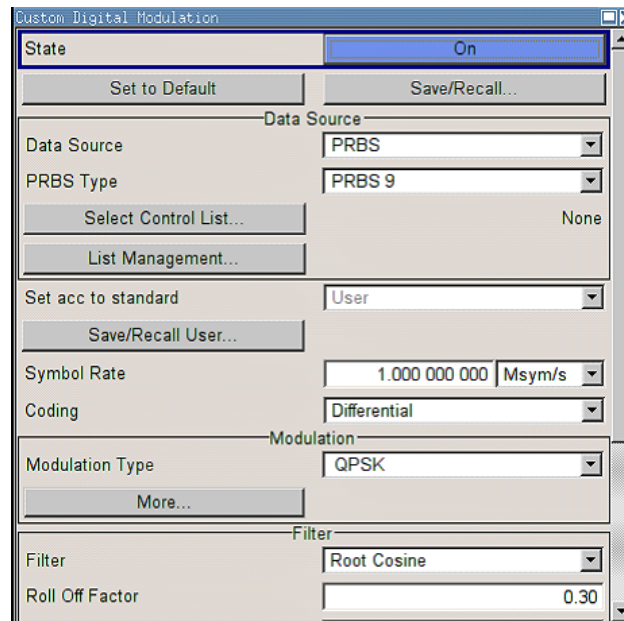 Custom Digital Modulation
State On
Set to Default Save/Recall...
Data Source
Data Source PRBS
PRBS Type PRBS 9
Select Control List... None
List Management...
Set acc to standard User
Save/Recall User...
Symbol Rate 1.000 000 000 Msym/s
Coding Differential
Modulation
Modulation Type QPSK
More...
Filter
Filter Root Cosine
Roll Off Factor 0.30